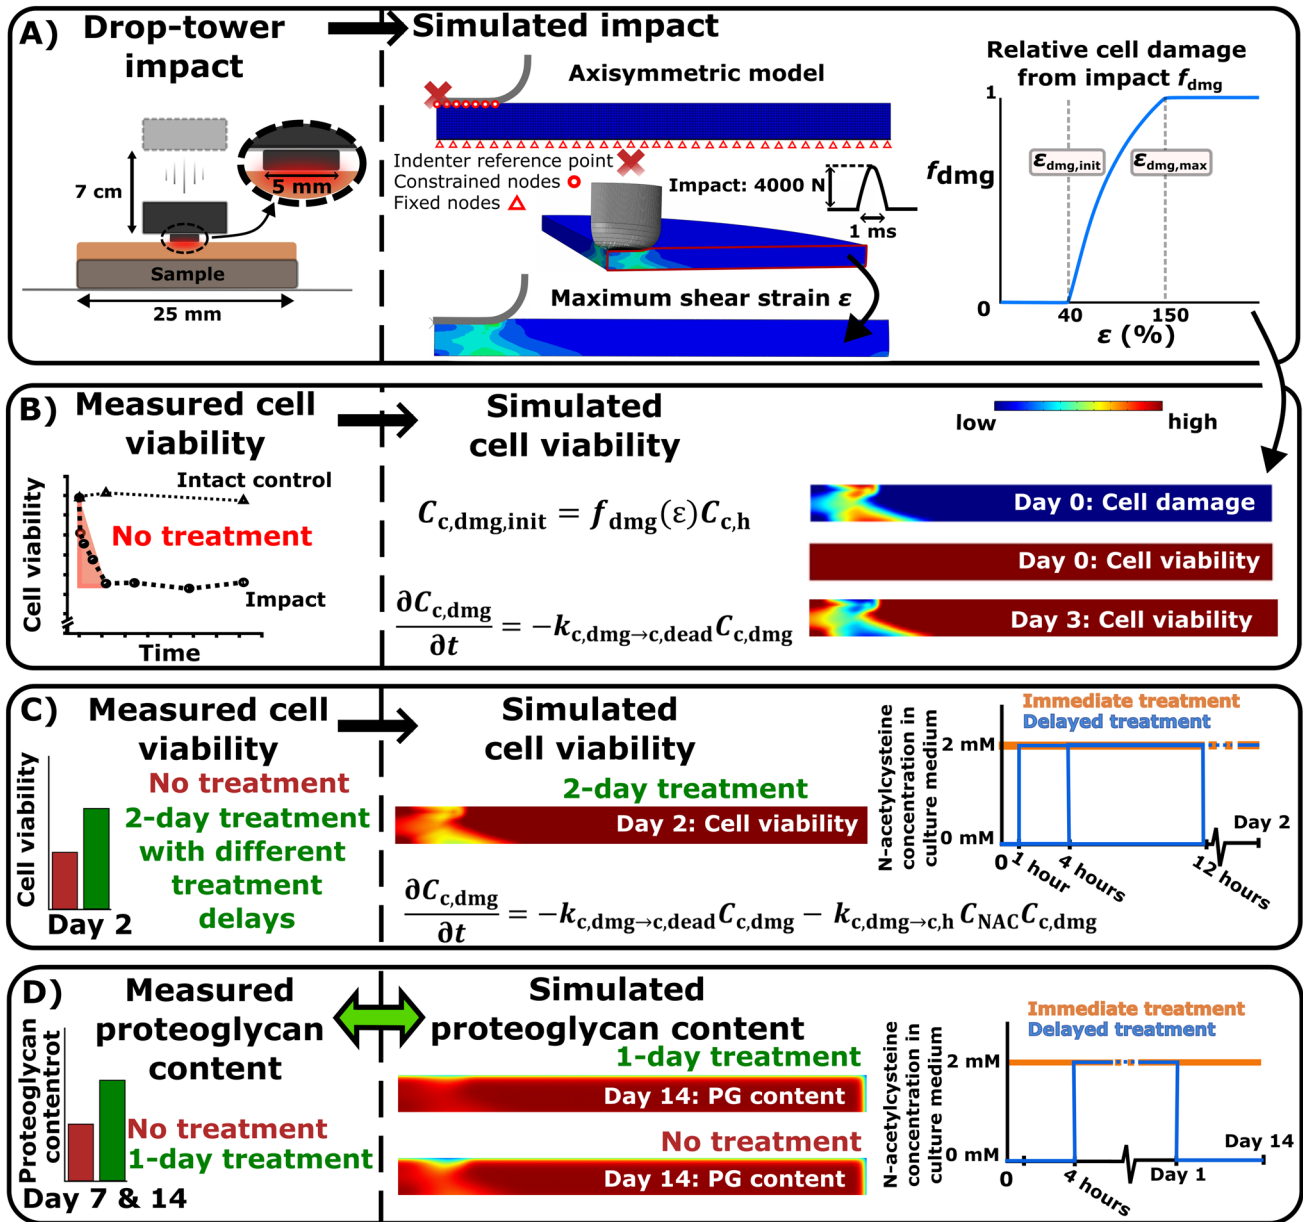 A)
Drop-tower
impact
7 cm
5 mm
Sample
25 mm
Simulated impact
Axisymmetric model
Indenter reference point
Constrained nodes
Fixed nodes
Impact: 4000 N
1 ms
Maximum shear strain ε
Relative cell damage
from impact f_dmg
1
f_dmg
ε_dmg,init
ε_dmg,max
0
40
150
ε (%)
B)
Measured cell
viability
Cell viability
Intact control
No treatment
Impact
Time
Simulated
cell viability
C_c,dmg,init = f_dmg(ε)C_c,h
∂C_c,dmg/∂t = −k_c,dmg→c,dead C_c,dmg
low
high
Day 0: Cell damage
Day 0: Cell viability
Day 3: Cell viability
C)
Measured cell
viability
Cell viability
No treatment
2-day treatment
with different
treatment
delays
Day 2
Simulated
cell viability
2-day treatment
Day 2: Cell viability
∂C_c,dmg/∂t = −k_c,dmg→c,dead C_c,dmg − k_c,dmg→c,h C_NAC C_c,dmg
N-acetylcysteine
concentration in
culture medium
Immediate treatment
Delayed treatment
2 mM
0 mM
0
1 hour
4 hours
12 hours
Day 2
D)
Measured
proteoglycan
content
Proteoglycan
contentrot
No treatment
1-day treatment
Day 7 & 14
Simulated
proteoglycan content
1-day treatment
Day 14: PG content
No treatment
Day 14: PG content
N-acetylcysteine
concentration in
culture medium
Immediate treatment
Delayed treatment
2 mM
0 mM
0
4 hours
Day 1
Day 14